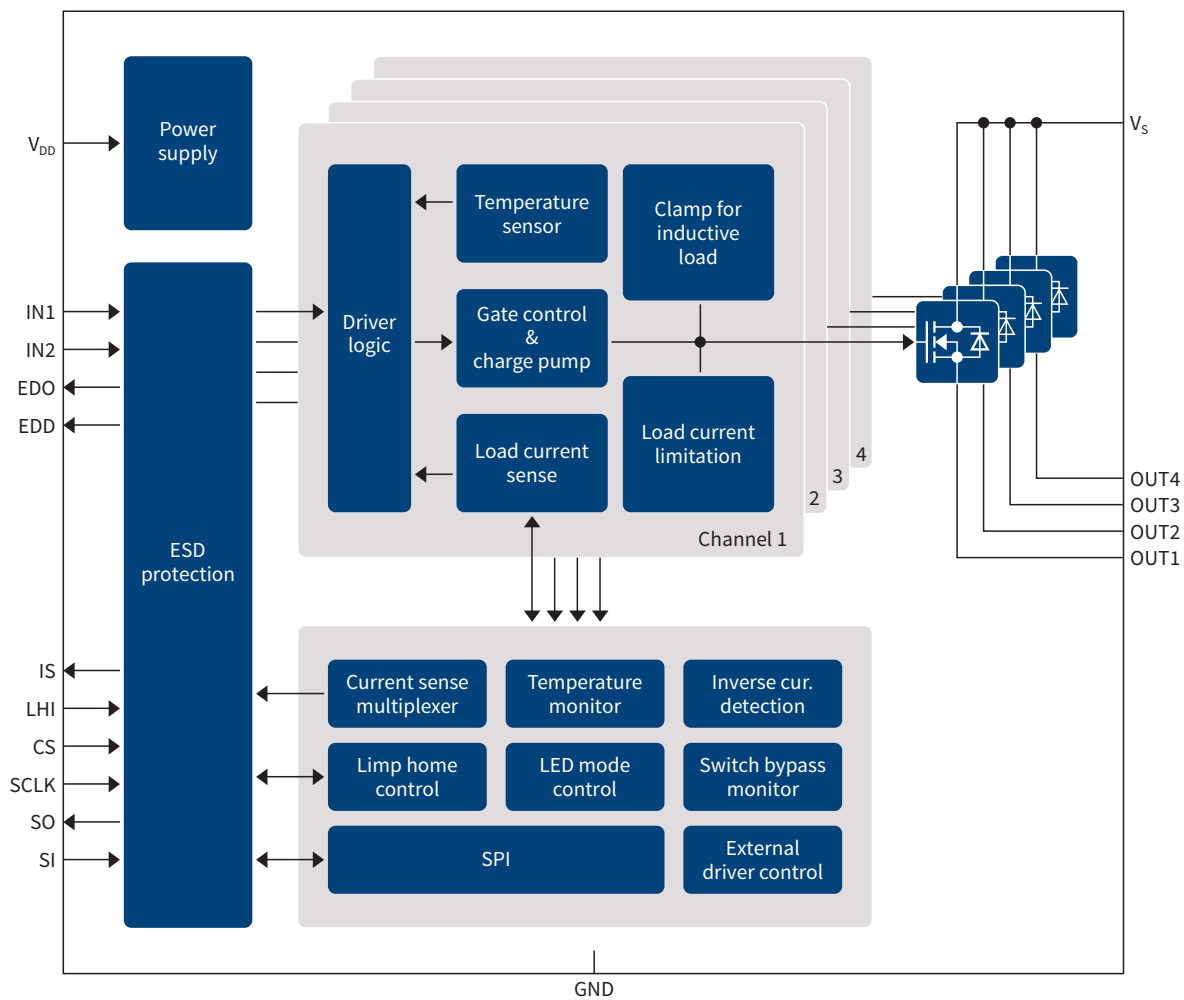 Power
supply
V_DD
V_S
Temperature
sensor
Clamp for
inductive
load
Driver
logic
Gate control
&
charge pump
Load current
sense
Load current
limitation
4
3
2
Channel 1
IN1
IN2
EDO
EDD
ESD
protection
OUT4
OUT3
OUT2
OUT1
IS
LHI
CS
SCLK
SO
SI
Current sense
multiplexer
Temperature
monitor
Inverse cur.
detection
Limp home
control
LED mode
control
Switch bypass
monitor
SPI
External
driver control
GND